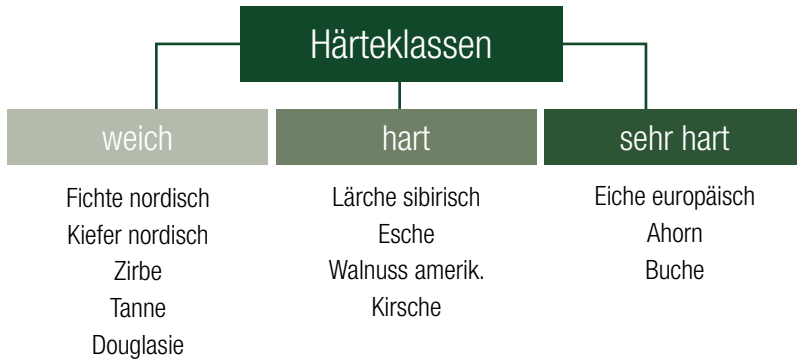 Härteklassen
weich
Fichte nordisch
Kiefer nordisch
Zirbe
Tanne
Douglasie
hart
Lärche sibirisch
Esche
Walnuss amerik.
Kirsche
sehr hart
Eiche europäisch
Ahorn
Buche